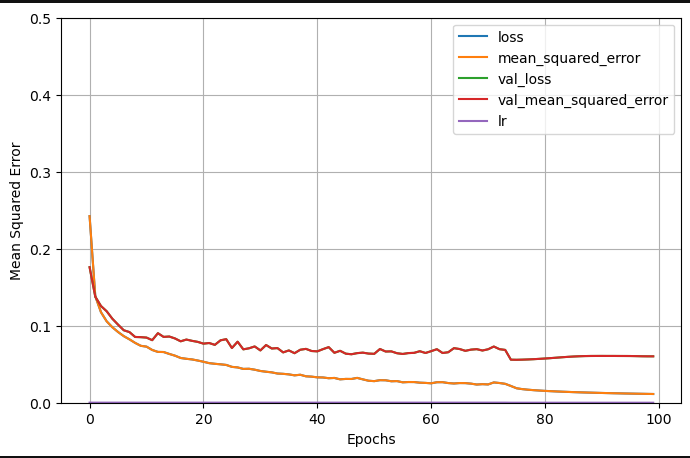 0.5
0.4
0.3
0.2
0.1
0.0
Mean Squared Error
loss
mean_squared_error
val_loss
val_mean_squared_error
lr
0 20 40 60 80 100
Epochs